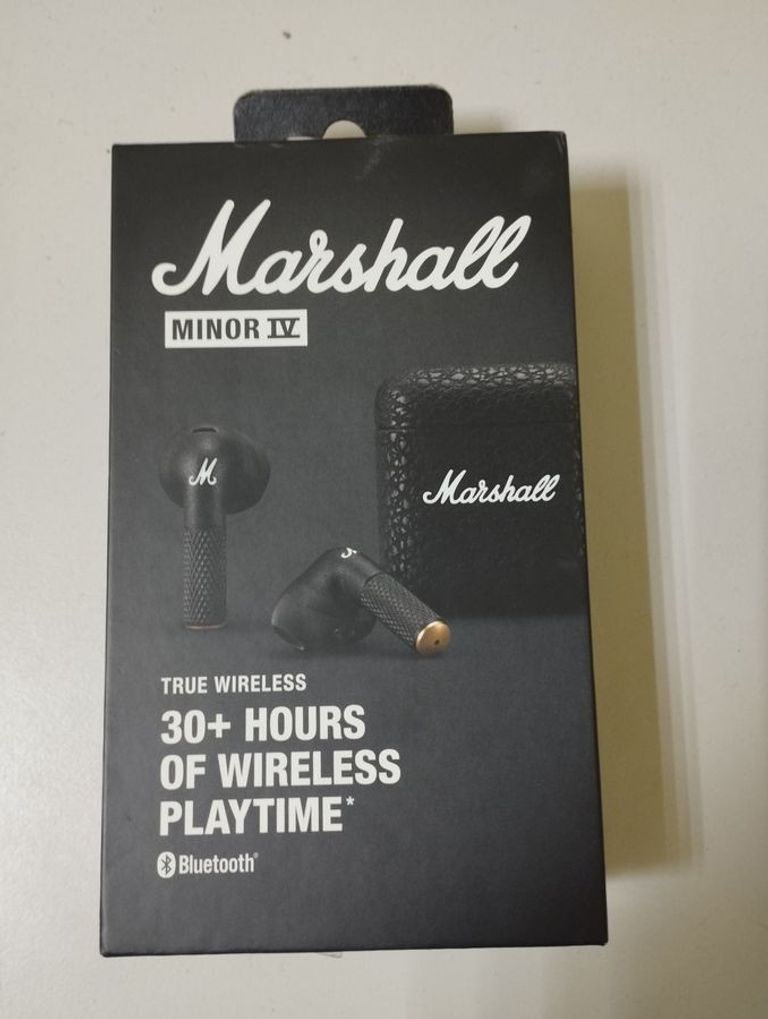 Marshall
MINOR IV
M
Marshall
TRUE WIRELESS
30+ HOURS
OF WIRELESS
PLAYTIME*
Bluetooth®